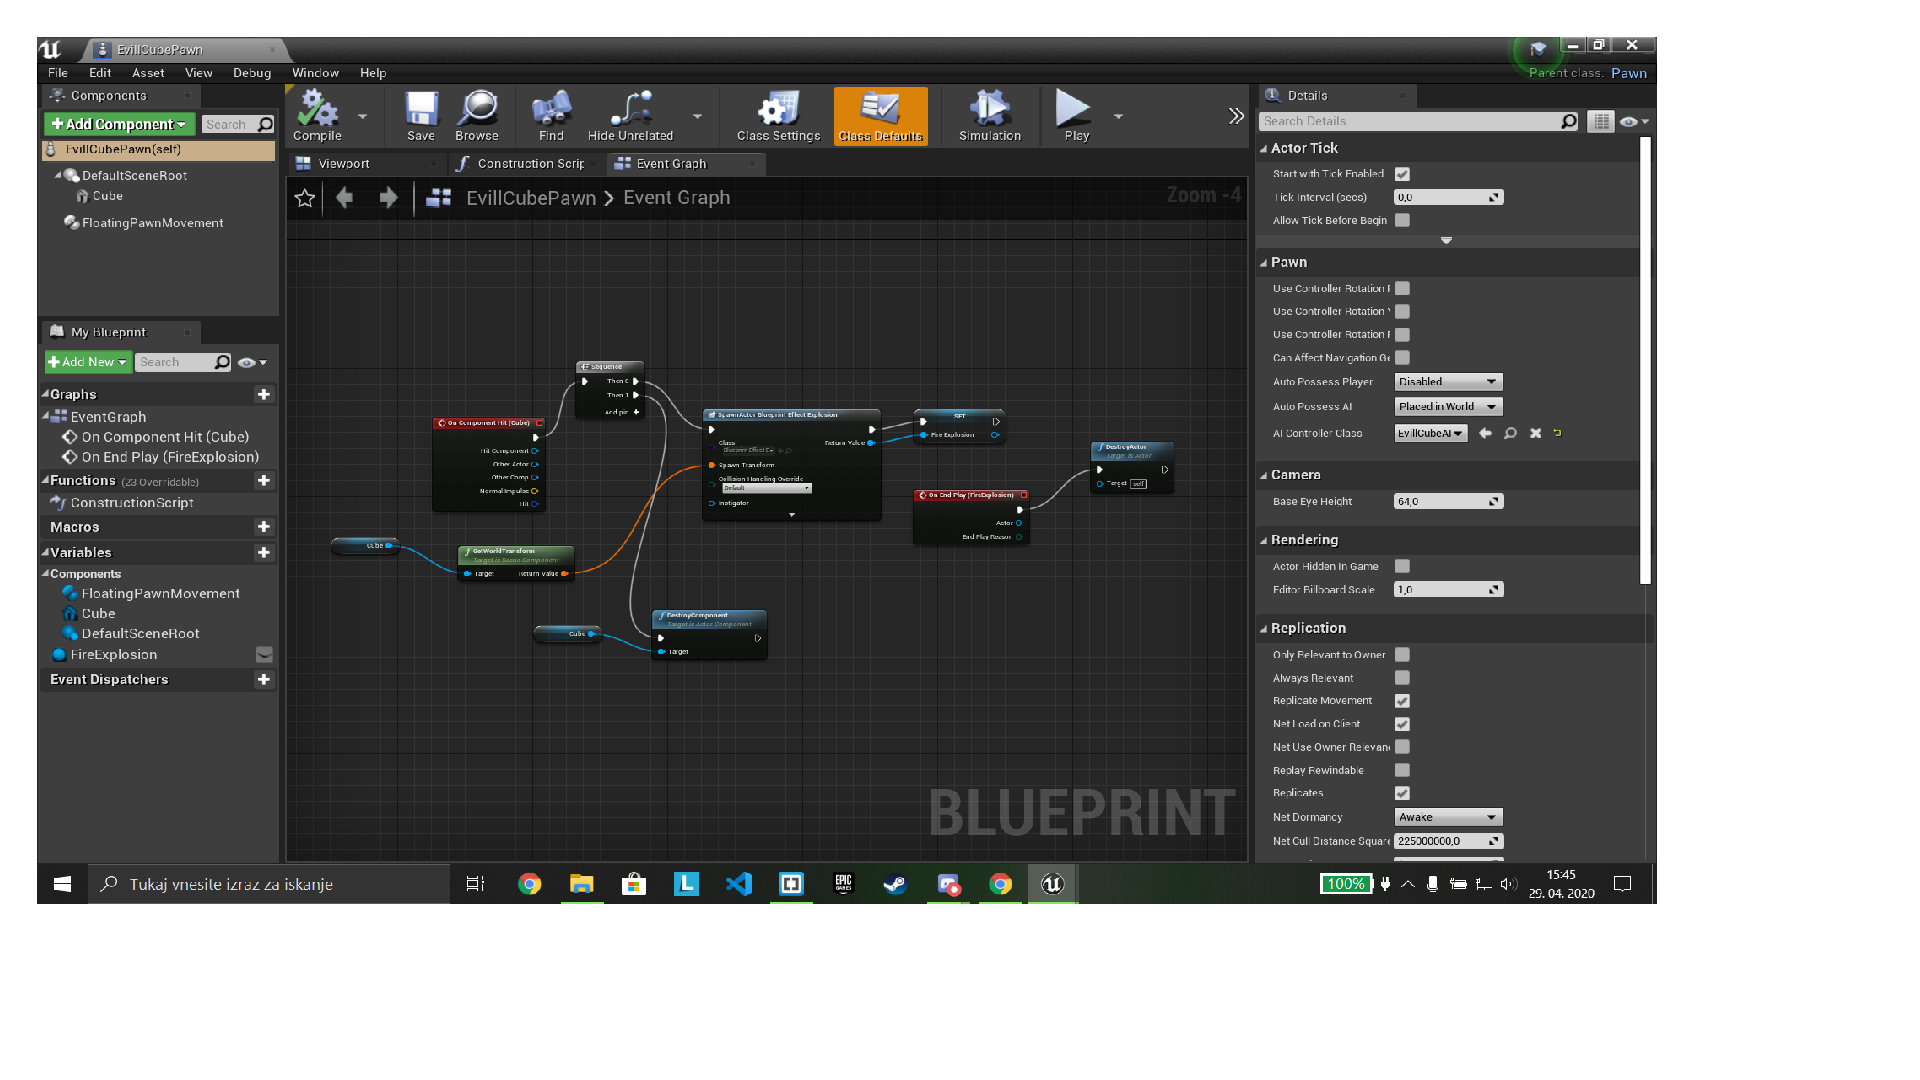 EvillCubePawn
File Edit Asset View Debug Window Help
Parent class: Pawn
Components
+Add Component
Search
EvillCubePawn(self)
DefaultSceneRoot
Cube
FloatingPawnMovement
My Blueprint
+Add New
Search
Graphs
EventGraph
On Component Hit (Cube)
On End Play (FireExplosion)
Functions (23 Overridable)
ConstructionScript
Macros
Variables
Components
FloatingPawnMovement
Cube
DefaultSceneRoot
FireExplosion
Event Dispatchers
Compile
Save
Browse
Find
Hide Unrelated
Class Settings
Class Defaults
Simulation
Play
Viewport
Construction Scrip
Event Graph
EvillCubePawn > Event Graph
Zoom -4
Sequence
Then 0
Then 1
Add pin +
On Component Hit (Cube)
Hit Component
Other Actor
Other Comp
Normal Impulse
Hit
SpawnActor Blueprint Effect Explosion
Class
Blueprint Effect E
Return Value
Spawn Transform
Collision Handling Override
Default
Instigator
SET
Fire Explosion
DestroyActor
Target is Actor
Target self
On End Play (FireExplosion)
Actor
End Play Reason
Cube
GetWorldTransform
Target is Scene Component
Target Return Value
Cube
DestroyComponent
Target is Actor Component
Target
BLUEPRINT
Details
Search Details
Actor Tick
Start with Tick Enabled
Tick Interval (secs) 0,0
Allow Tick Before Begin
Pawn
Use Controller Rotation
Use Controller Rotation
Use Controller Rotation
Can Affect Navigation Ge
Auto Possess Player Disabled
Auto Possess AI Placed in World
AI Controller Class EvillCubeAI
Camera
Base Eye Height 64,0
Rendering
Actor Hidden In Game
Editor Billboard Scale 1,0
Replication
Only Relevant to Owner
Always Relevant
Replicate Movement
Net Load on Client
Net Use Owner Relevan
Replay Rewindable
Replicates
Net Dormancy Awake
Net Cull Distance Square 225000000,0
Tukaj vnesite izraz za iskanje
L
EPIC
GAMES
100%
15:45
29. 04. 2020